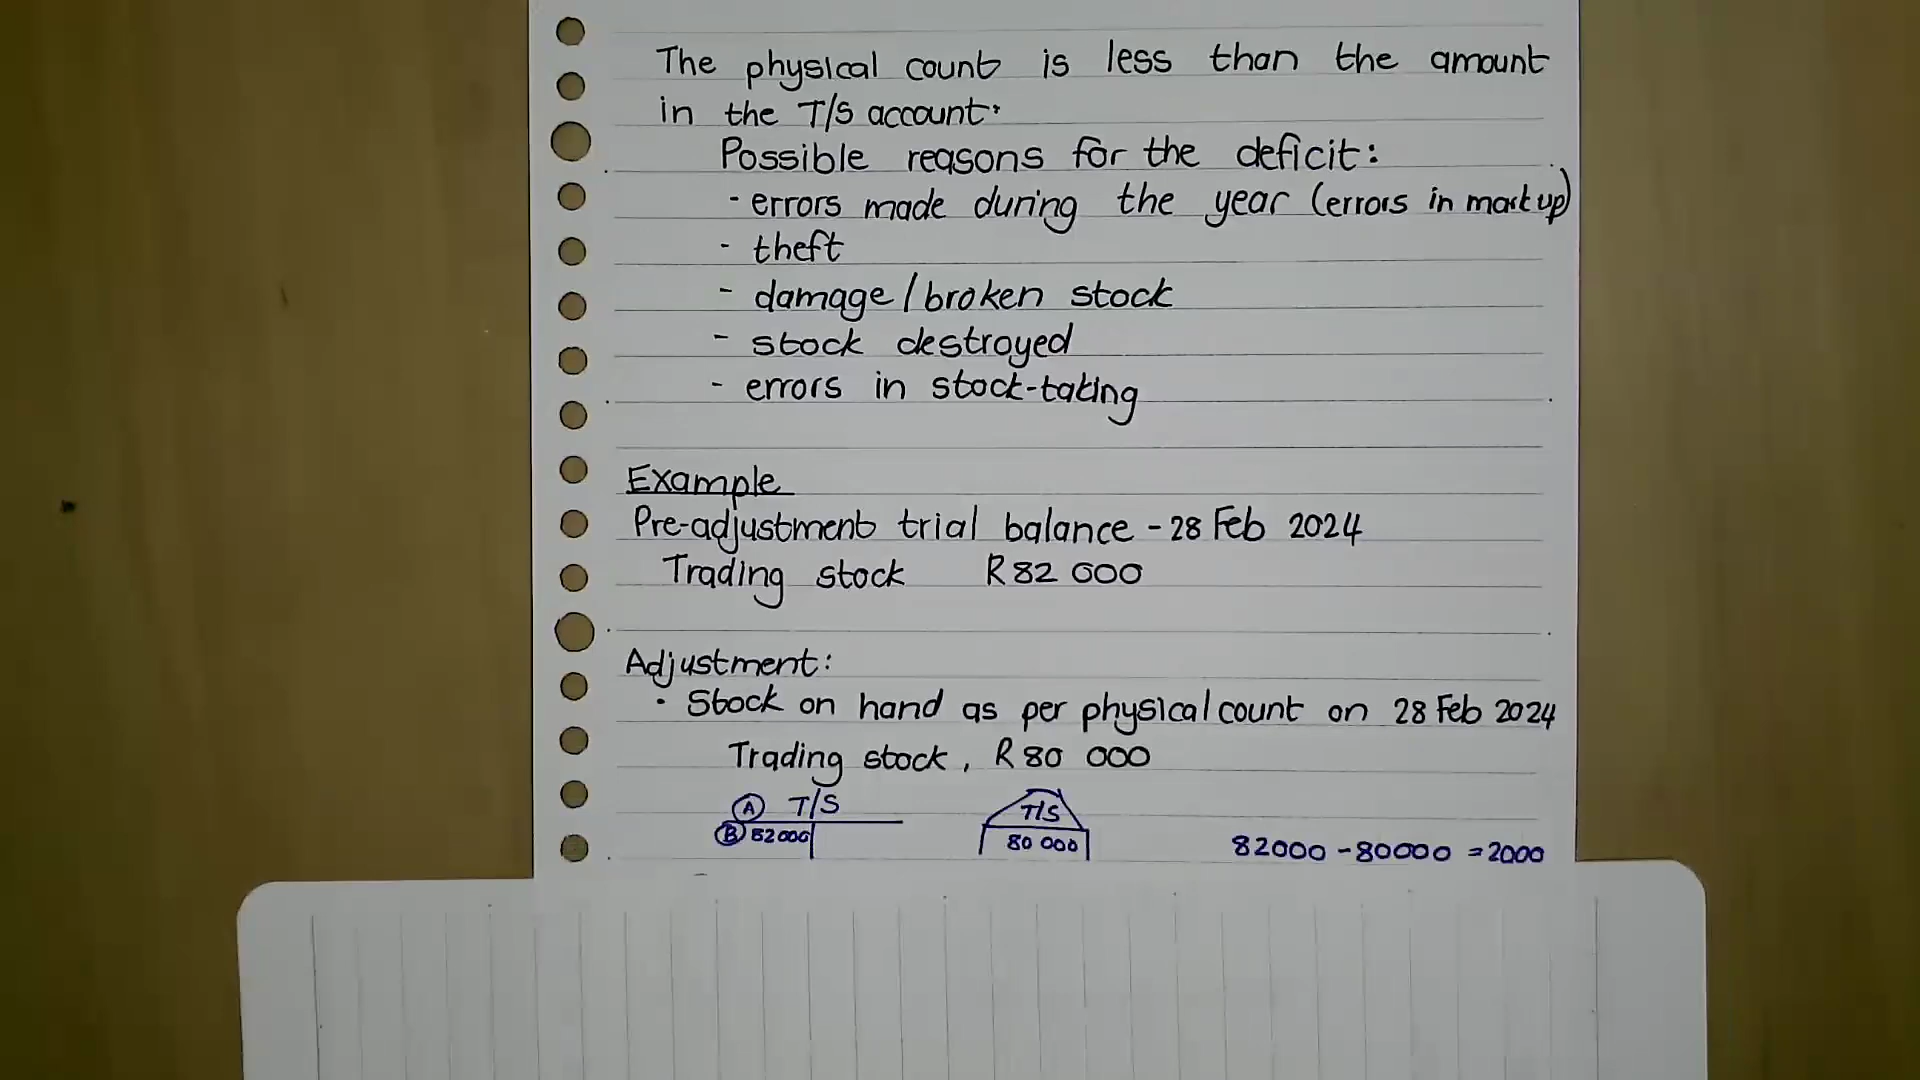 The physical count is less than the amount
in the T/S account.
Possible reasons for the deficit:
- errors made during the year (errors in mark up)
- theft
- damage / broken stock
- stock destroyed
- errors in stock-taking
Example
Pre-adjustment trial balance - 28 Feb 2024
Trading stock R82 000
Adjustment:
• Stock on hand as per physical count on 28 Feb 2024
Trading stock, R80 000
Ⓐ T/S T/S
Ⓑ 82 000 80 000 82000 - 80000 = 2000